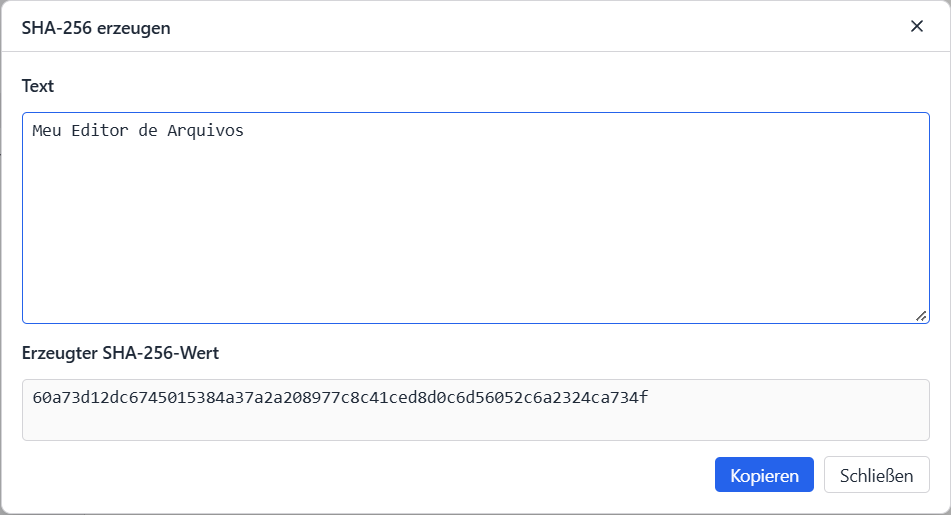 SHA-256 erzeugen
Text
Meu Editor de Arquivos
Erzeugter SHA-256-Wert
60a73d12dc6745015384a37a2a208977c8c41ced8d0c6d56052c6a2324ca734f
Kopieren
Schließen